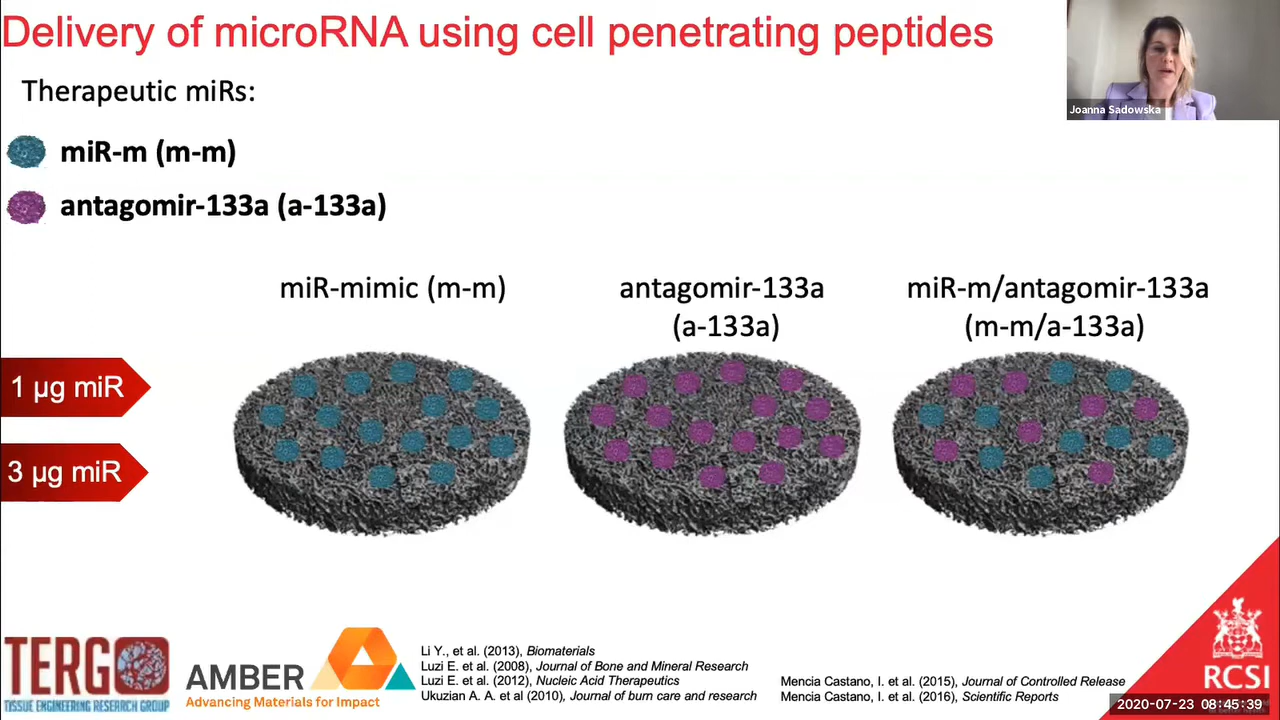 Delivery of microRNA using cell penetrating peptides
Joanna Sadowska
Therapeutic miRs:
miR-m (m-m)
antagomir-133a (a-133a)
miR-mimic (m-m)
antagomir-133a
(a-133a)
miR-m/antagomir-133a
(m-m/a-133a)
1 µg miR
3 µg miR
TERG
TISSUE ENGINEERING RESEARCH GROUP
AMBER
Advancing Materials for Impact
Li Y., et al. (2013), Biomaterials
Luzi E. et al. (2008), Journal of Bone and Mineral Research
Luzi E. et al. (2012), Nucleic Acid Therapeutics
Ukuzian A. A. et al (2010), Journal of burn care and research
Mencia Castano, I. et al. (2015), Journal of Controlled Release
Mencia Castano, I. et al. (2016), Scientific Reports
RCSI
2020-07-23 08:45:39